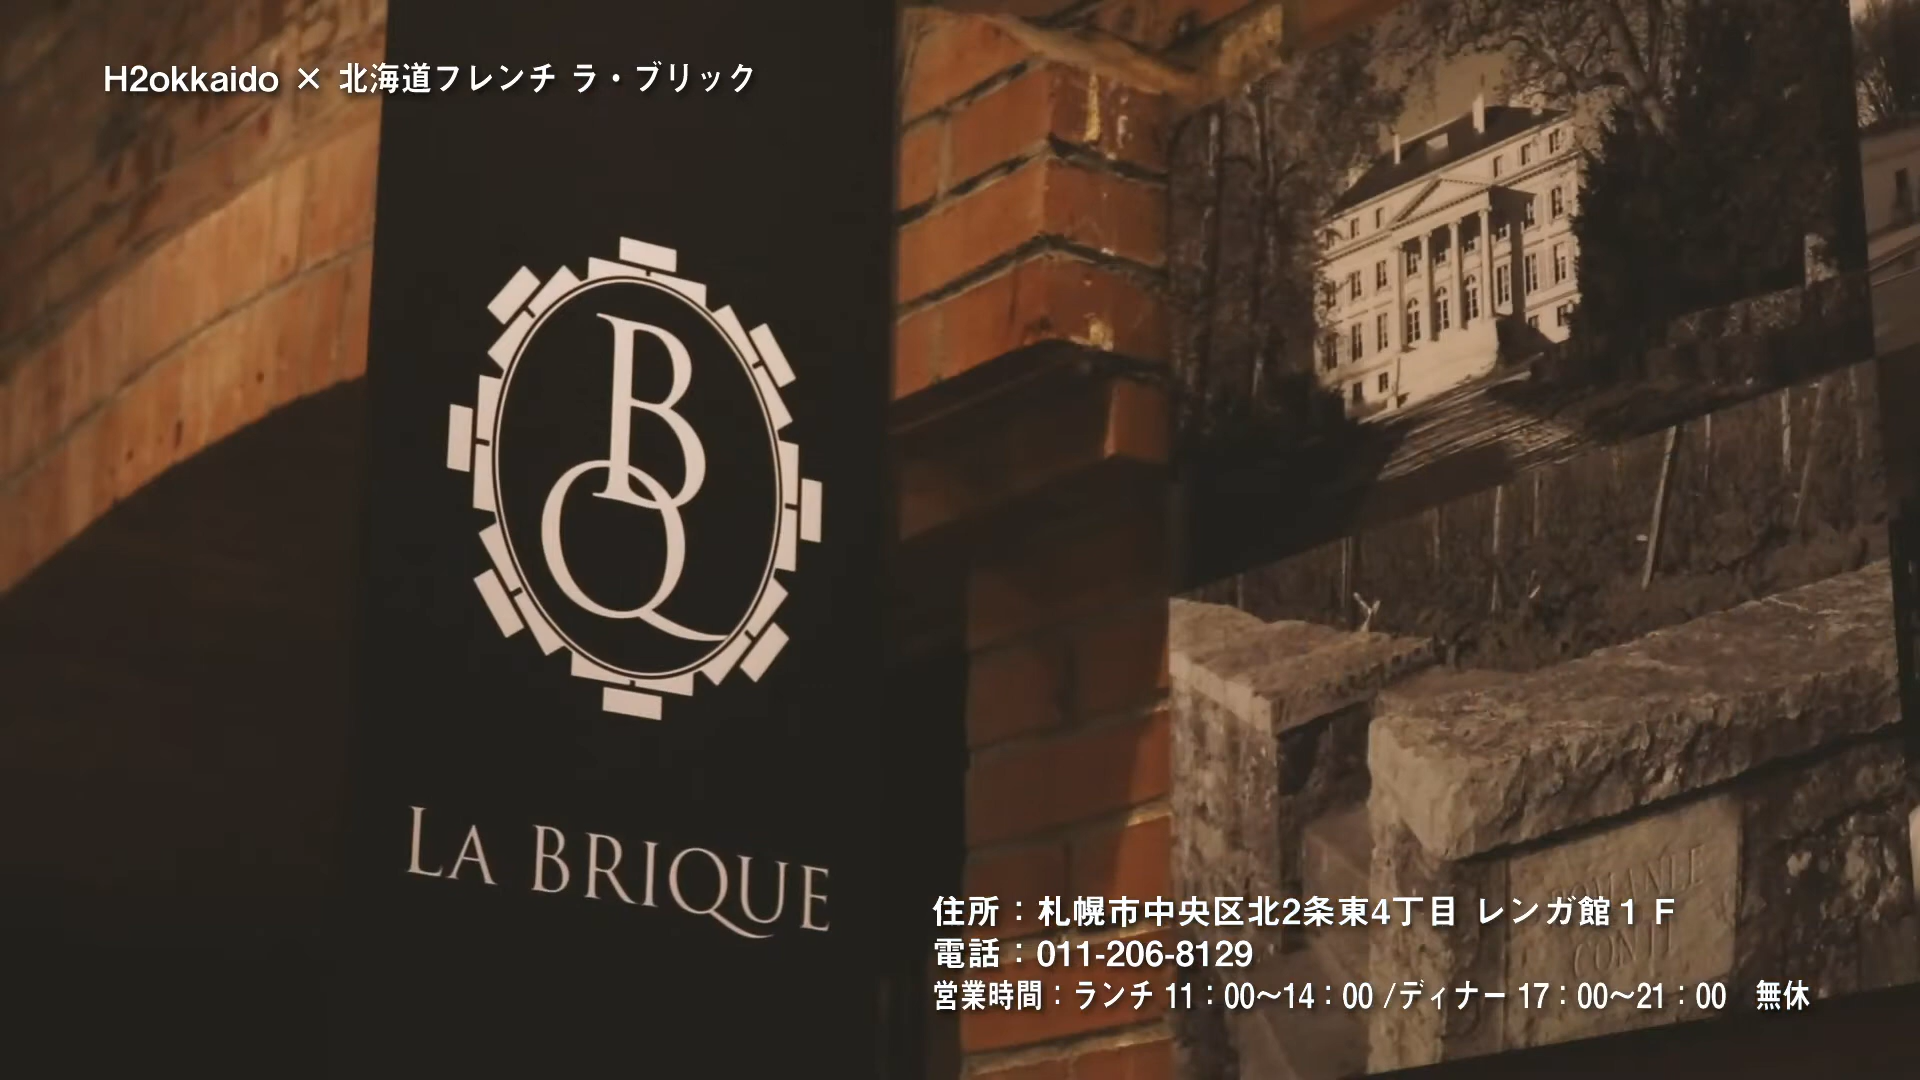 H2okkaido × 北海道フレンチ ラ・ブリック
B
Q
LA BRIQUE
ROMANÉE
CONTI
住所：札幌市中央区北2条東4丁目 レンガ館１Ｆ
電話：011-206-8129
営業時間：ランチ 11：00～14：00 /ディナー 17：00～21：00　無休